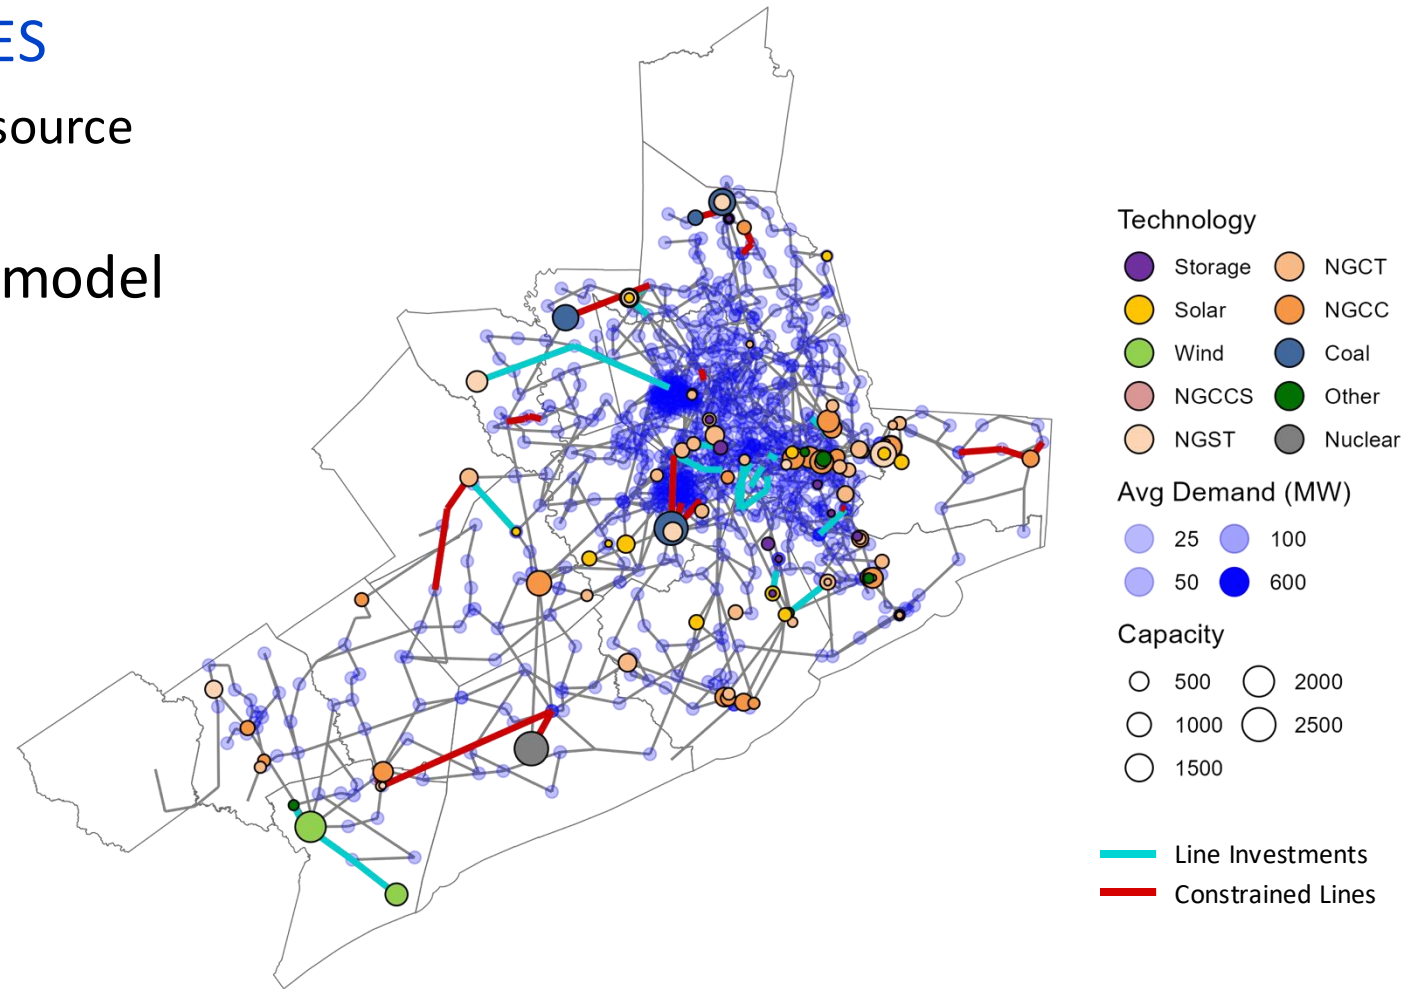 ES
source
model
Technology
Storage
NGCT
Solar
NGCC
Wind
Coal
NGCCS
Other
NGST
Nuclear
Avg Demand (MW)
25
100
50
600
Capacity
500
2000
1000
2500
1500
Line Investments
Constrained Lines